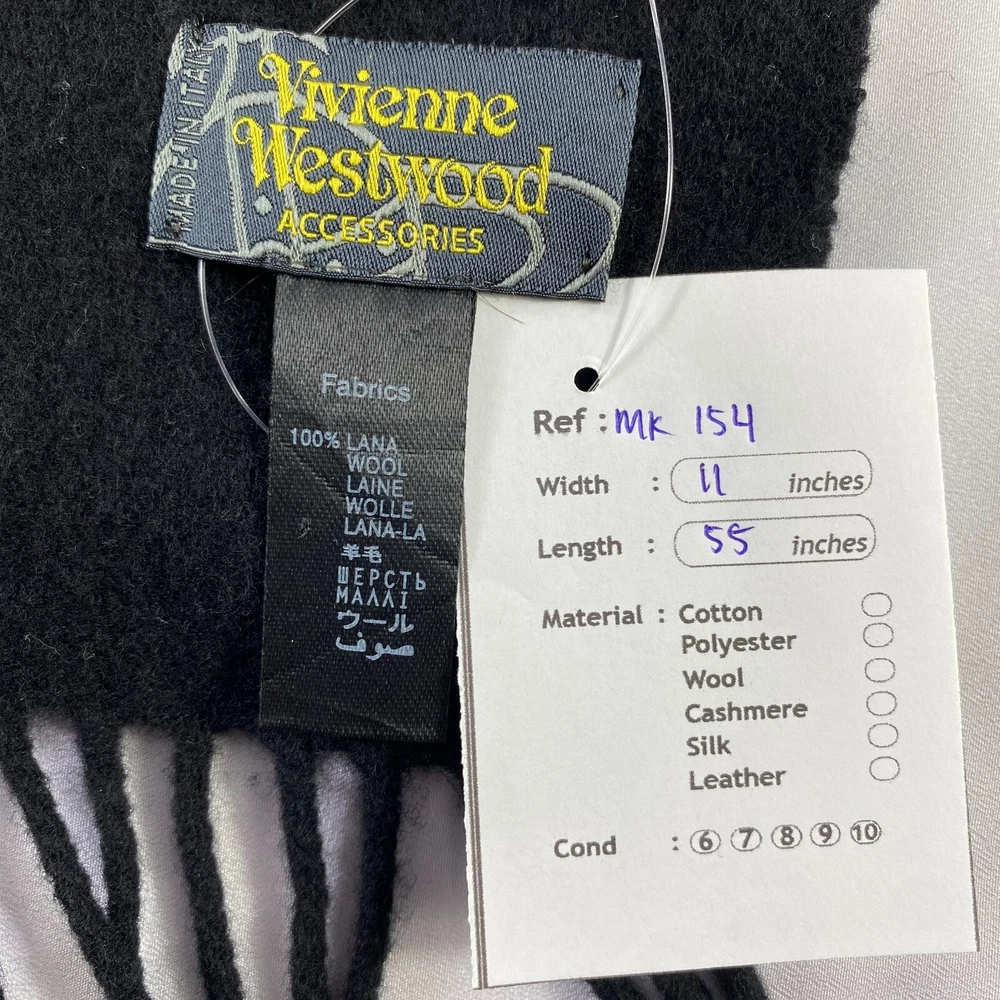 MADE IN ITALY
Vivienne
Westwood
ACCESSORIES
Fabrics
100% LANA
WOOL
LAINE
WOLLE
LANA-LA
羊毛
ШЕРСТЬ
ΜΑΛΛΙ
ウール
صوف
Ref : MK 154
Width : 11 inches
Length : 55 inches
Material : Cotton
Polyester
Wool
Cashmere
Silk
Leather
Cond : 6 7 8 9 10